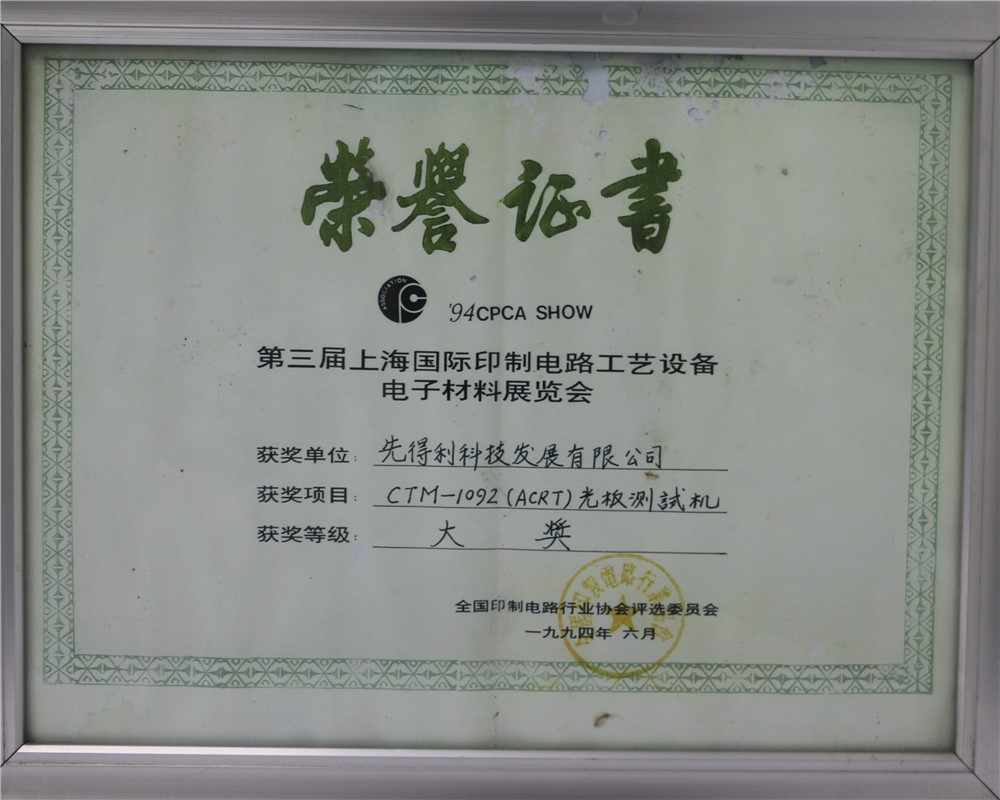 荣誉证书
ASSOCIATION
'94CPCA SHOW
第三届上海国际印制电路工艺设备
电子材料展览会
获奖单位: 先得利科技发展有限公司
获奖项目: CTM-1092(ACRT)光板测試机
获奖等级: 大 奬
全国印制电路行业协会评选委员会
一九九四年 六月